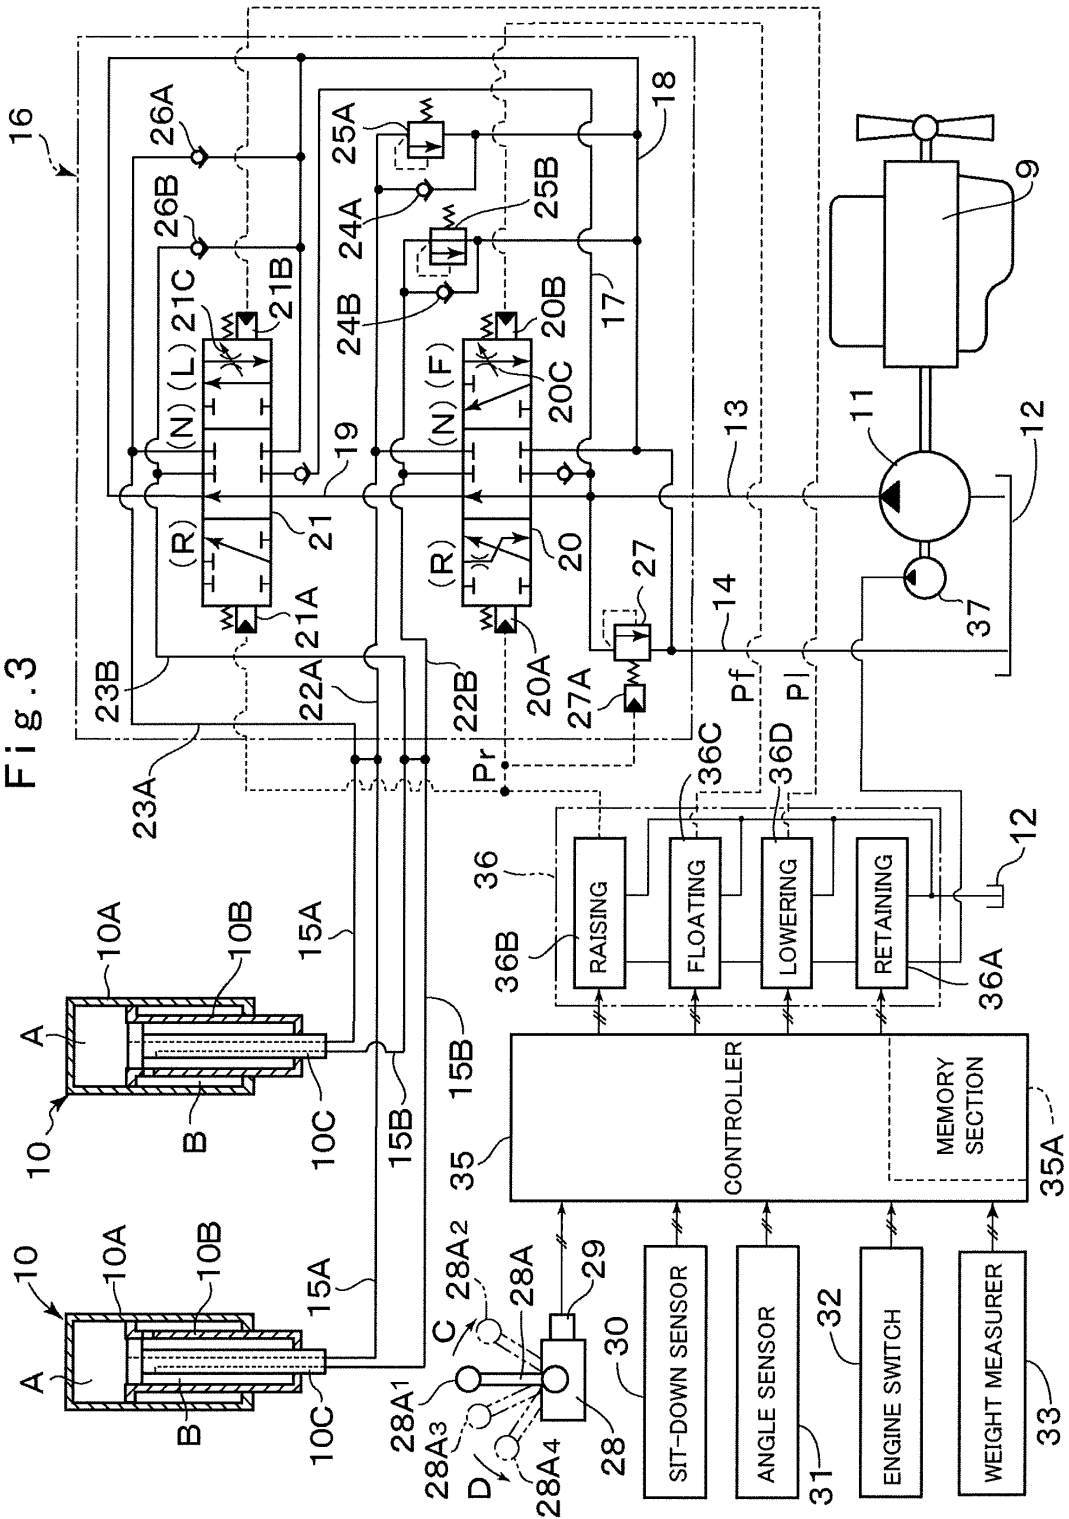 Fig.3
16
26A
26B
25A
18
24A
25B
21C
21B
24B
17
20B
(L)
(N)
(R)
(F)
(N)
(R)
20C
19
21
20
21A
20A
13
11
9
12
27
27A
14
37
23B
22A
22B
23A
Pr
Pf
Pl
36C
36D
36
36B
RAISING
FLOATING
LOWERING
RETAINING
36A
12
10
A
10A
10B
B
10C
15A
15B
15B
10
A
10A
10B
B
10C
15A
35
CONTROLLER
MEMORY
SECTION
35A
C
28A2
28A
29
28A1
28A3
D
28A4
28
30
SIT-DOWN SENSOR
ANGLE SENSOR
31
32
ENGINE SWITCH
WEIGHT MEASURER
33